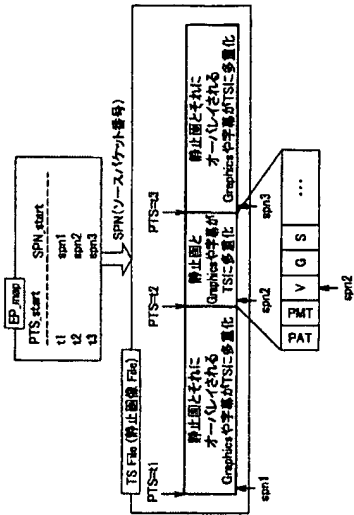 EP_map
PTS_start SPN_start
t1 spn1
t2 spn2
t3 spn3
SPN(ソースパケット番号)
TS File (静止画像 File)
PTS=t1
PTS=t2
PTS=t3
静止画とそれに
オーバレイされる
Graphicsや字幕がTSに多重化
静止画と
Graphicsや字幕が
TSに多重化
静止画とそれに
オーバレイされる
Graphicsや字幕がTSに多重化
spn1
spn2
spn3
PAT PMT V G S ...
spn2